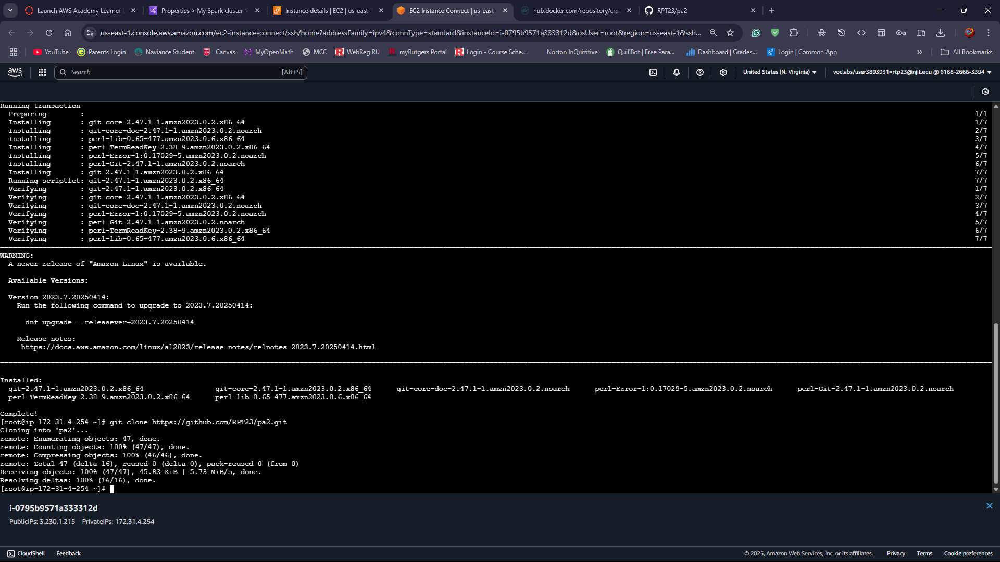 Launch AWS Academy Learner
Properties > My Spark cluster >
Instance details | EC2 | us-east-1
EC2 Instance Connect | us-east-
hub.docker.com/repository/crea
RPT23/pa2
us-east-1.console.aws.amazon.com/ec2-instance-connect/ssh/home?addressFamily=ipv4&connType=standard&instanceId=i-0795b9571a333312d&osUser=root&region=us-east-1&ssh...
YouTube
Parents Login
Naviance Student
Canvas
MyOpenMath
MCC
WebReg RU
myRutgers Portal
Login - Course Sche...
Norton InQuizitive
QuillBot | Free Para...
Dashboard | Grades...
Login | Common App
All Bookmarks
aws
Search
[Alt+S]
United States (N. Virginia)
voclabs/user3893931=rtp23@njit.edu @ 6168-2666-3394
Running transaction
Preparing : 1/1
Installing : git-core-2.47.1-1.amzn2023.0.2.x86_64 1/7
Installing : git-core-doc-2.47.1-1.amzn2023.0.2.noarch 2/7
Installing : perl-lib-0.65-477.amzn2023.0.6.x86_64 3/7
Installing : perl-TermReadKey-2.38-9.amzn2023.0.2.x86_64 4/7
Installing : perl-Error-1:0.17029-5.amzn2023.0.2.noarch 5/7
Installing : perl-Git-2.47.1-1.amzn2023.0.2.noarch 6/7
Installing : git-2.47.1-1.amzn2023.0.2.x86_64 7/7
Running scriptlet: git-2.47.1-1.amzn2023.0.2.x86_64 7/7
Verifying : git-2.47.1-1.amzn2023.0.2.x86_64 1/7
Verifying : git-core-2.47.1-1.amzn2023.0.2.x86_64 2/7
Verifying : git-core-doc-2.47.1-1.amzn2023.0.2.noarch 3/7
Verifying : perl-Error-1:0.17029-5.amzn2023.0.2.noarch 4/7
Verifying : perl-Git-2.47.1-1.amzn2023.0.2.noarch 5/7
Verifying : perl-TermReadKey-2.38-9.amzn2023.0.2.x86_64 6/7
Verifying : perl-lib-0.65-477.amzn2023.0.6.x86_64 7/7
WARNING:
A newer release of "Amazon Linux" is available.
Available Versions:
Version 2023.7.20250414:
Run the following command to upgrade to 2023.7.20250414:
dnf upgrade --releasever=2023.7.20250414
Release notes:
https://docs.aws.amazon.com/linux/al2023/release-notes/relnotes-2023.7.20250414.html
Installed:
git-2.47.1-1.amzn2023.0.2.x86_64 git-core-2.47.1-1.amzn2023.0.2.x86_64 git-core-doc-2.47.1-1.amzn2023.0.2.noarch perl-Error-1:0.17029-5.amzn2023.0.2.noarch perl-Git-2.47.1-1.amzn2023.0.2.noarch
perl-TermReadKey-2.38-9.amzn2023.0.2.x86_64 perl-lib-0.65-477.amzn2023.0.6.x86_64
Complete!
[root@ip-172-31-4-254 ~]# git clone https://github.com/RPT23/pa2.git
Cloning into 'pa2'...
remote: Enumerating objects: 47, done.
remote: Counting objects: 100% (47/47), done.
remote: Compressing objects: 100% (46/46), done.
remote: Total 47 (delta 16), reused 0 (delta 0), pack-reused 0 (from 0)
Receiving objects: 100% (47/47), 45.83 KiB | 5.73 MiB/s, done.
Resolving deltas: 100% (16/16), done.
[root@ip-172-31-4-254 ~]#
i-0795b9571a333312d
PublicIPs: 3.230.1.215 PrivateIPs: 172.31.4.254
CloudShell
Feedback
© 2025, Amazon Web Services, Inc. or its affiliates.
Privacy
Terms
Cookie preferences